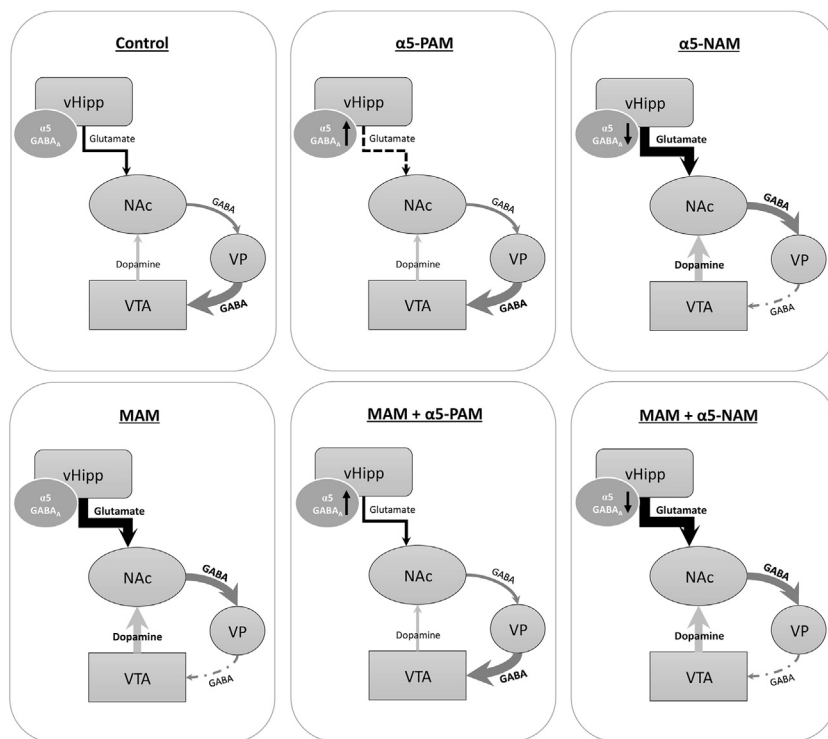 Control
vHipp
α5
GABAA
Glutamate
NAc
GABA
VP
Dopamine
VTA
GABA
α5-PAM
vHipp
α5
GABAA
Glutamate
NAc
GABA
VP
Dopamine
VTA
GABA
α5-NAM
vHipp
α5
GABAA
Glutamate
NAc
GABA
VP
Dopamine
VTA
GABA
MAM
vHipp
α5
GABAA
Glutamate
NAc
GABA
VP
Dopamine
VTA
GABA
MAM + α5-PAM
vHipp
α5
GABAA
Glutamate
NAc
GABA
VP
Dopamine
VTA
GABA
MAM + α5-NAM
vHipp
α5
GABAA
Glutamate
NAc
GABA
VP
Dopamine
VTA
GABA